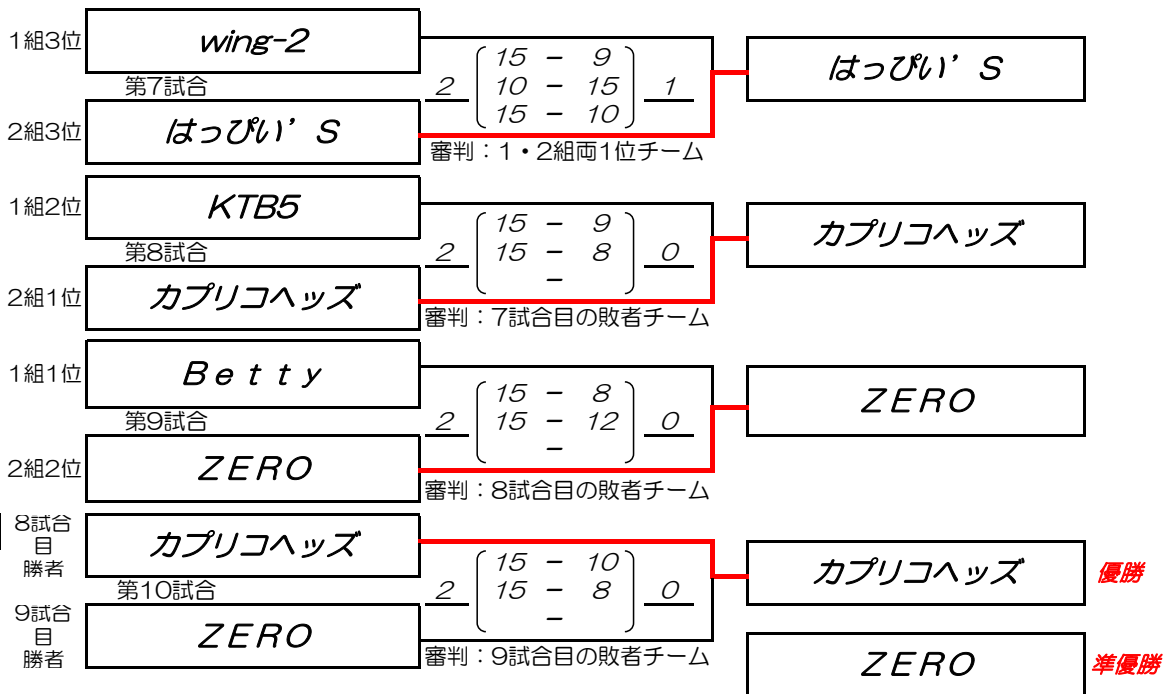 1組3位 wing-2
第7試合
2組3位 はっぴい’S
2 15 - 9 1
10 - 15
15 - 10
審判：1・2組両1位チーム
はっぴい’S
1組2位 KTB5
第8試合
2組1位 カプリコヘッズ
2 15 - 9 0
15 - 8
-
審判：7試合目の敗者チーム
カプリコヘッズ
1組1位 Betty
第9試合
2組2位 ZERO
2 15 - 8 0
15 - 12
-
審判：8試合目の敗者チーム
ZERO
8試合
目
勝者
カプリコヘッズ
第10試合
9試合
目
勝者
ZERO
2 15 - 10 0
15 - 8
-
審判：9試合目の敗者チーム
カプリコヘッズ 優勝
ZERO 準優勝